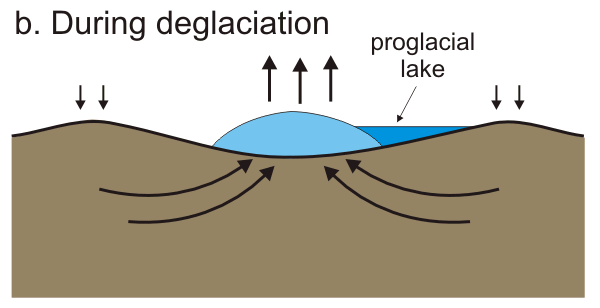 b. During deglaciation
proglacial
lake